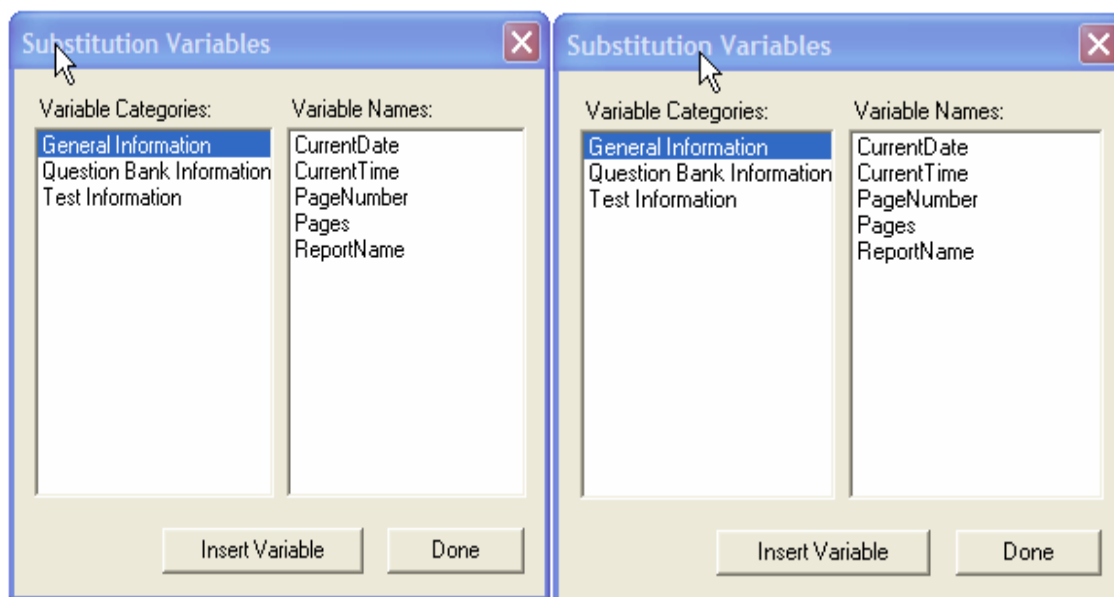 Substitution Variables
Variable Categories:
General Information
Question Bank Information
Test Information
Variable Names:
CurrentDate
CurrentTime
PageNumber
Pages
ReportName
Insert Variable
Done
Substitution Variables
Variable Categories:
General Information
Question Bank Information
Test Information
Variable Names:
CurrentDate
CurrentTime
PageNumber
Pages
ReportName
Insert Variable
Done